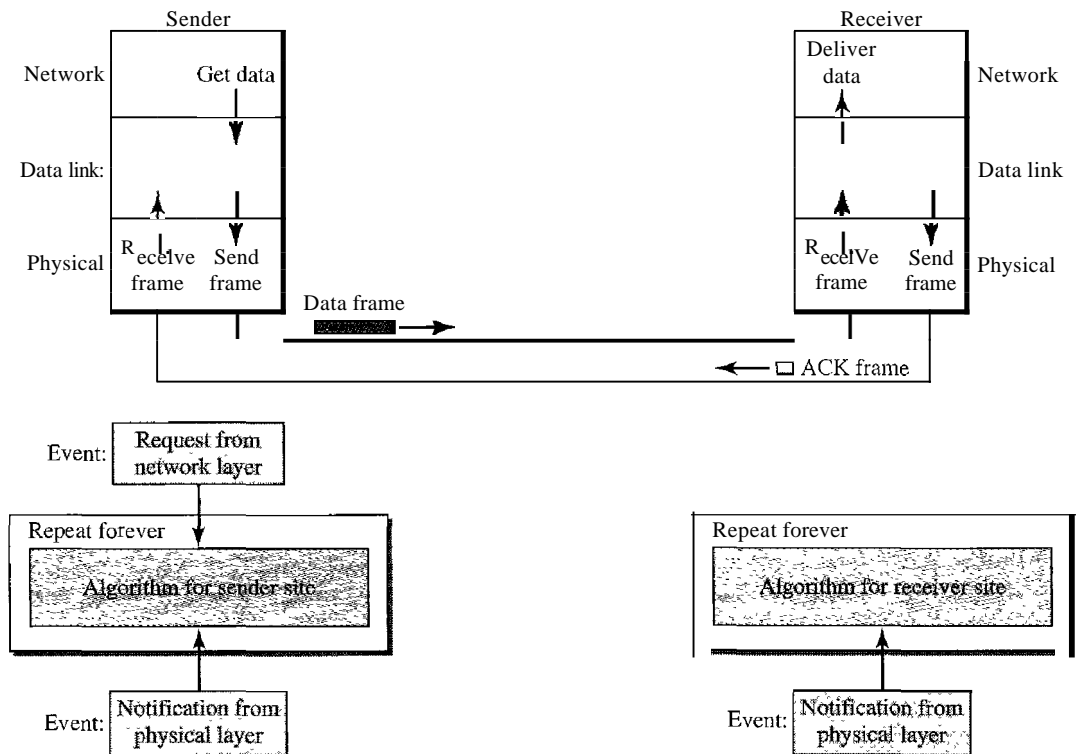 Sender
Receiver
Network
Get data
Deliver
data
Network
Data link:
Data link
Physical
Receive
frame
Send
frame
ReceiVe
frame
Send
frame
Physical
Data frame
ACK frame
Event:
Request from
network layer
Repeat forever
Algorithm for sender site
Repeat forever
Algorithm for receiver site
Event:
Notification from
physical layer
Event:
Notification from
physical layer